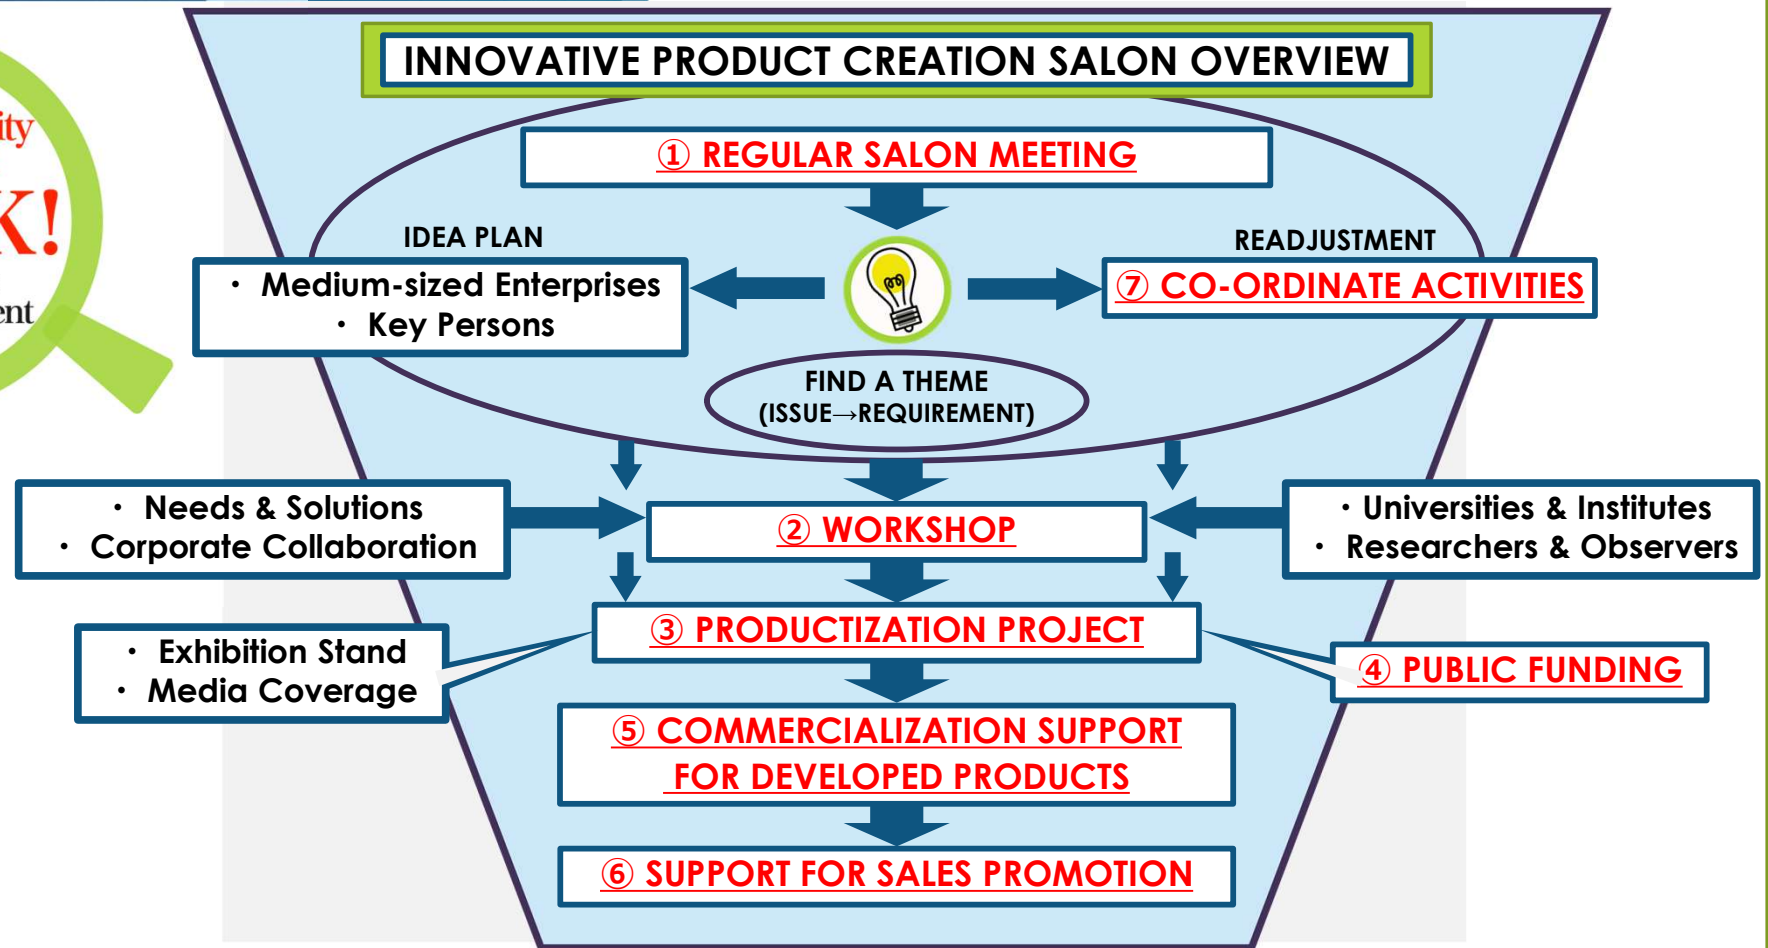 INNOVATIVE PRODUCT CREATION SALON OVERVIEW
① REGULAR SALON MEETING
IDEA PLAN
・ Medium-sized Enterprises
・ Key Persons
READJUSTMENT
⑦ CO-ORDINATE ACTIVITIES
FIND A THEME
(ISSUE→REQUIREMENT)
・ Needs & Solutions
・ Corporate Collaboration
② WORKSHOP
・Universities & Institutes
・ Researchers & Observers
③ PRODUCTIZATION PROJECT
・ Exhibition Stand
・ Media Coverage
④ PUBLIC FUNDING
⑤ COMMERCIALIZATION SUPPORT
FOR DEVELOPED PRODUCTS
⑥ SUPPORT FOR SALES PROMOTION